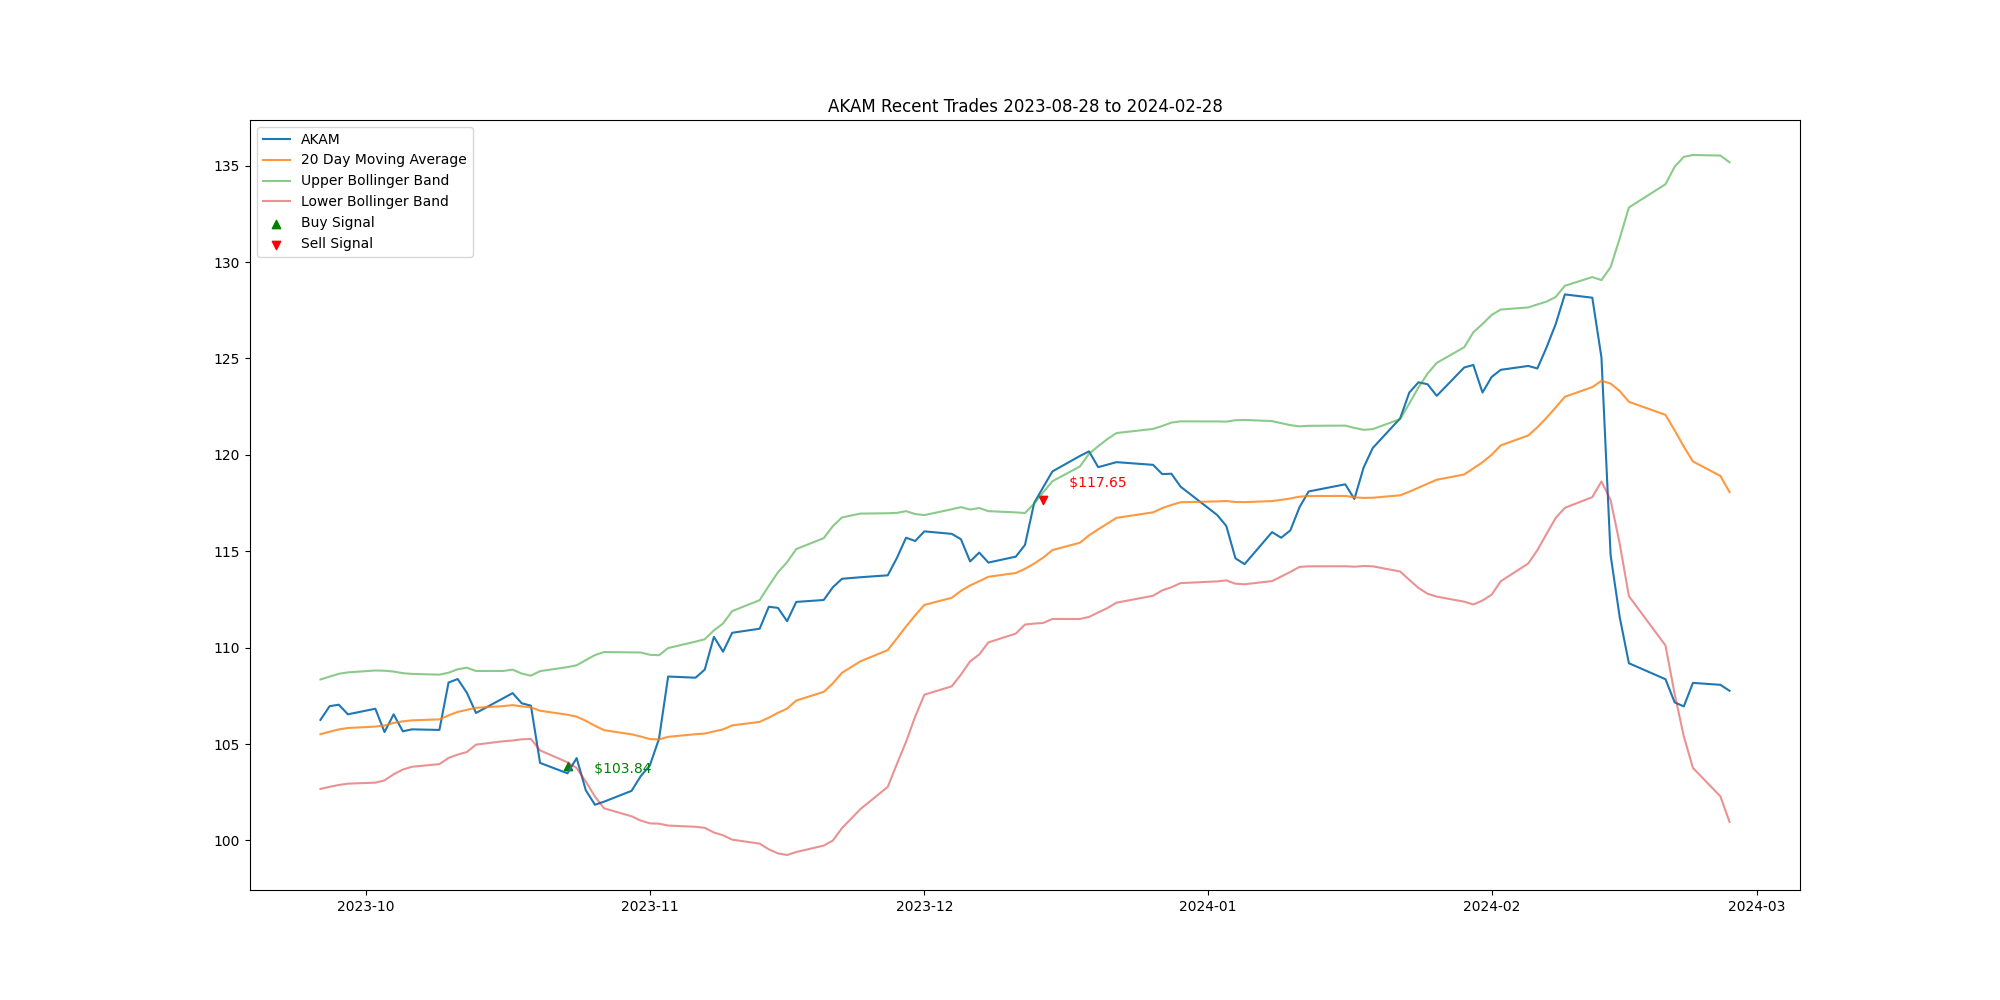 AKAM Recent Trades 2023-08-28 to 2024-02-28
AKAM
20 Day Moving Average
Upper Bollinger Band
Lower Bollinger Band
Buy Signal
Sell Signal
135
130
125
120
115
110
105
100
$117.65
$103.84
2023-10
2023-11
2023-12
2024-01
2024-02
2024-03